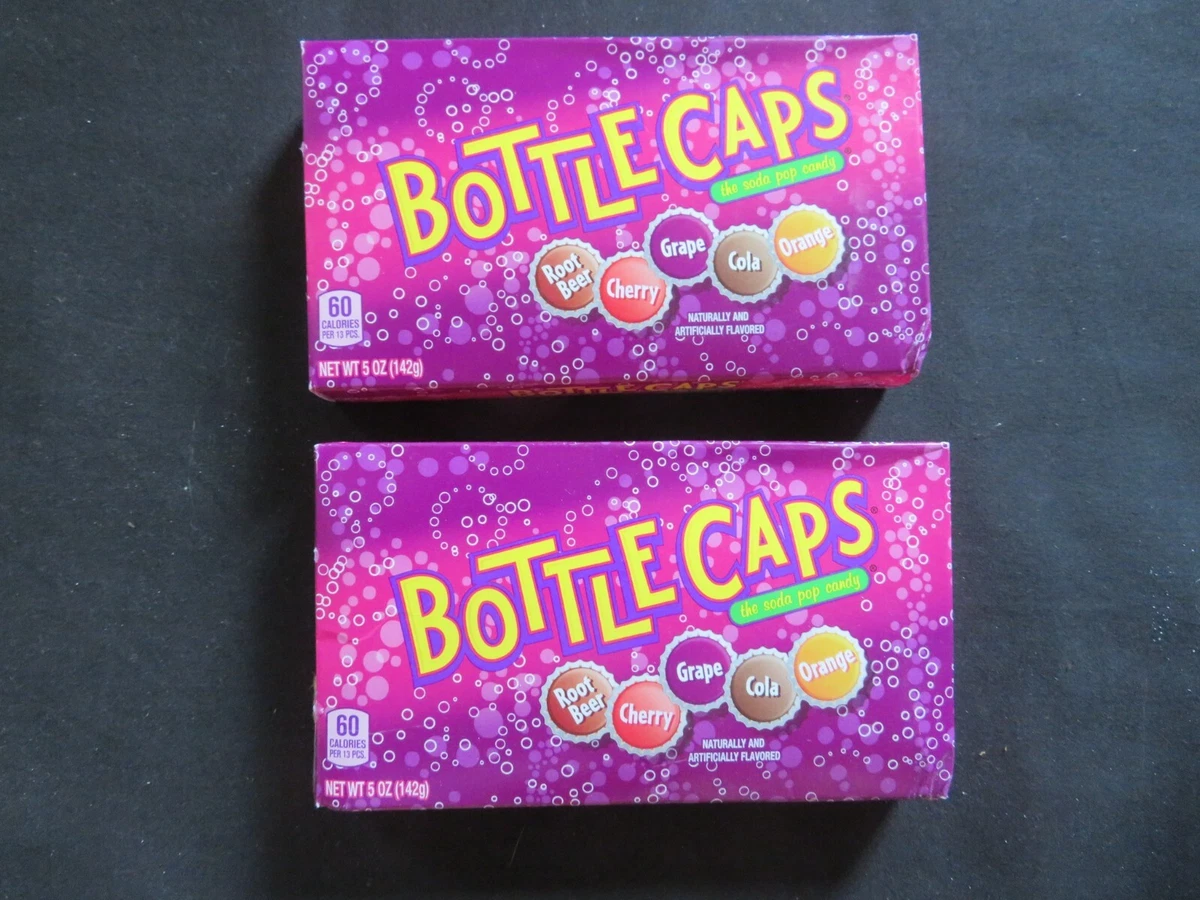 BOTTLE CAPS
the soda pop candy
Root
Beer
Cherry
Grape
Cola
Orange
60
CALORIES
PER 13 PCS.
NATURALLY AND
ARTIFICIALLY FLAVORED
NET WT 5 OZ (142g)
BOTTLE CAPS
BOTTLE CAPS®
the soda pop candy®
Root
Beer
Cherry
Grape
Cola
Orange
60
CALORIES
PER 13 PCS.
NATURALLY AND
ARTIFICIALLY FLAVORED
NET WT 5 OZ (142g)